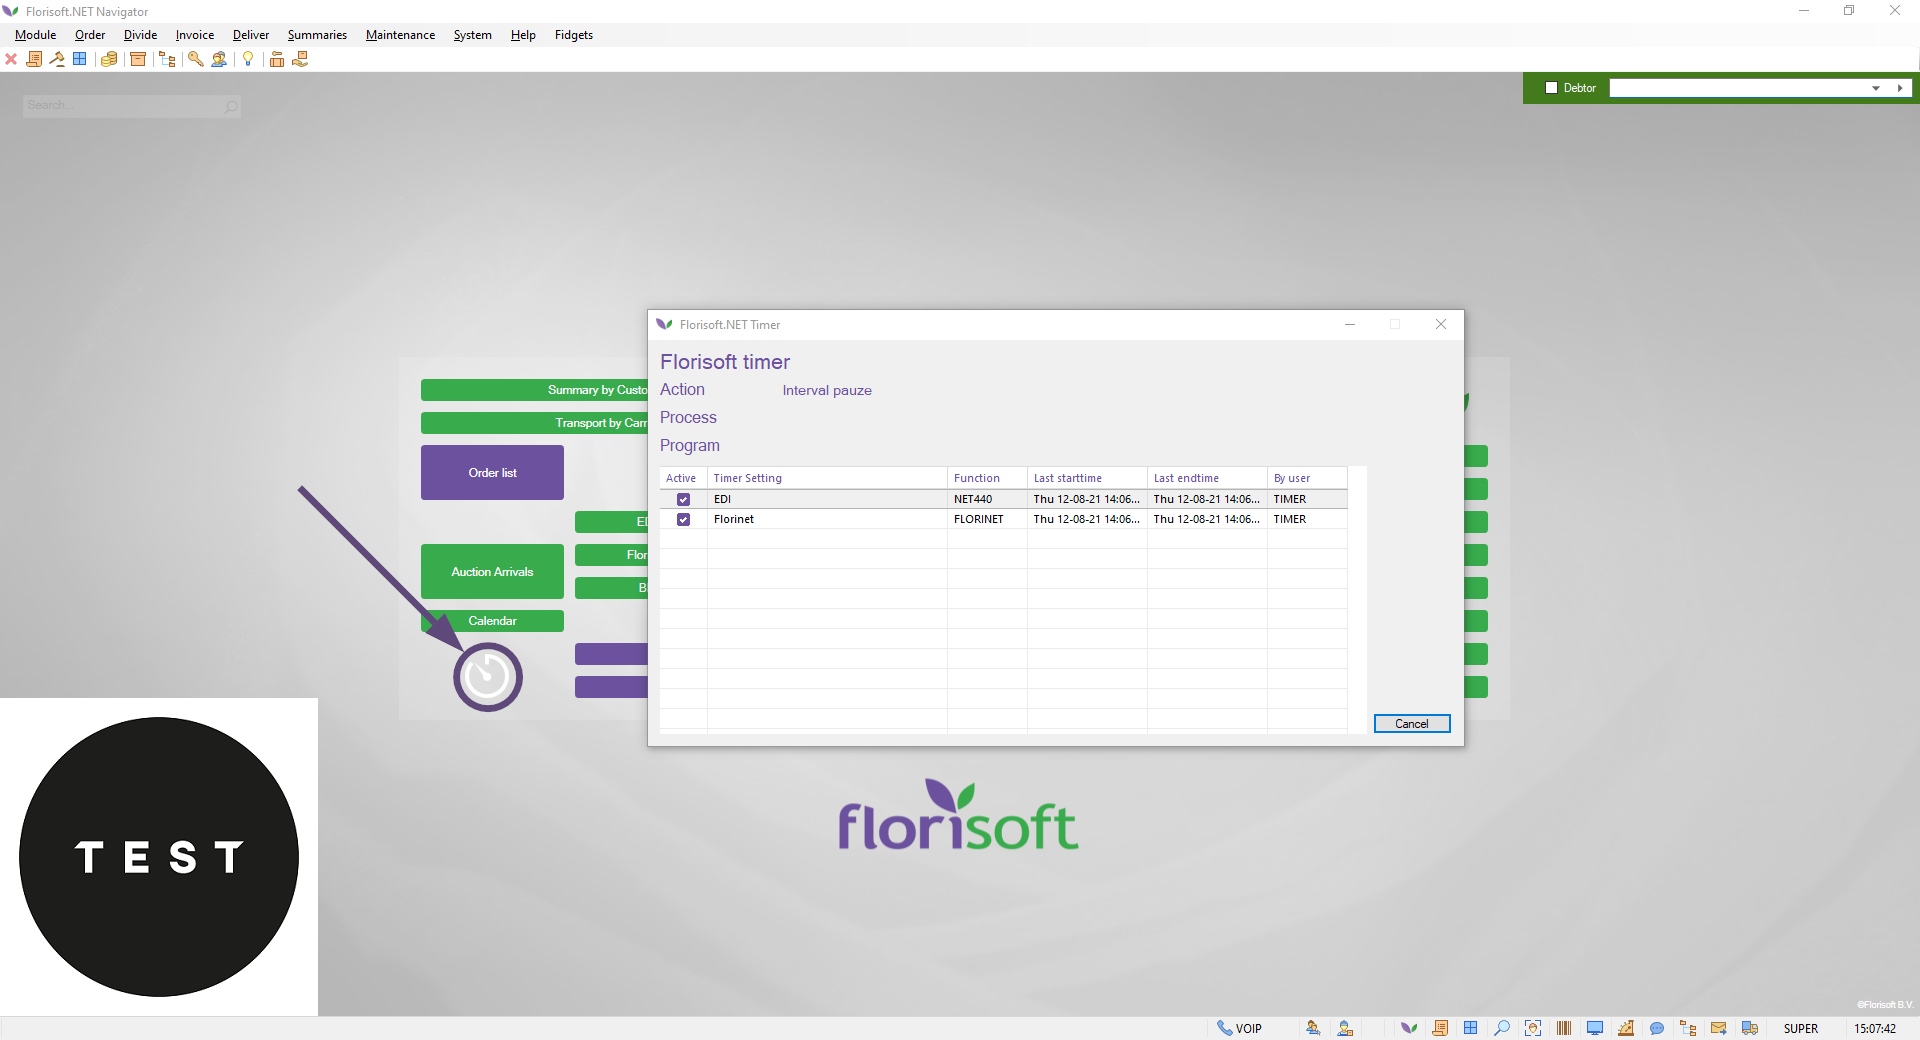 Florisoft.NET Navigator
Module Order Divide Invoice Deliver Summaries Maintenance System Help Fidgets
Search...
Debtor
Florisoft.NET Timer
Florisoft timer
Action Interval pauze
Process
Program
Active Timer Setting Function Last starttime Last endtime By user
EDI NET440 Thu 12-08-21 14:06... Thu 12-08-21 14:06... TIMER
Florinet FLORINET Thu 12-08-21 14:06... Thu 12-08-21 14:06... TIMER
Cancel
Summary by Custo
Transport by Carr
Order list
Auction Arrivals
Flor
Calendar
TEST
florisoft
©Florisoft B.V.
VOIP SUPER 15:07:42